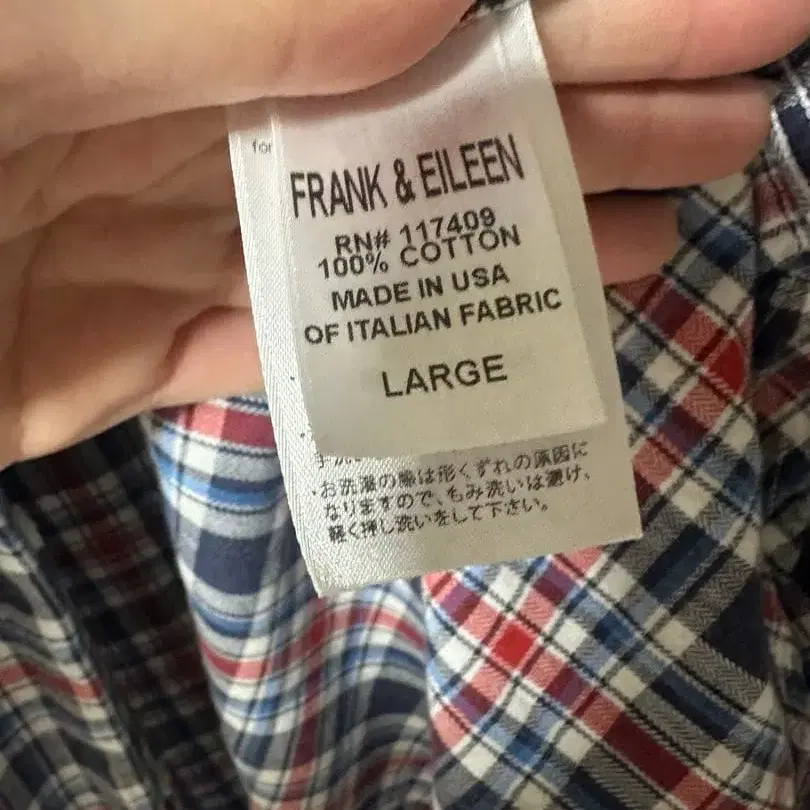 for
FRANK & EILEEN
RN# 117409
100% COTTON
MADE IN USA
OF ITALIAN FABRIC
LARGE
・お洗濯の際は形くずれの原因に
なりますので、もみ洗いは避け、
軽く押し洗いをして下さい。